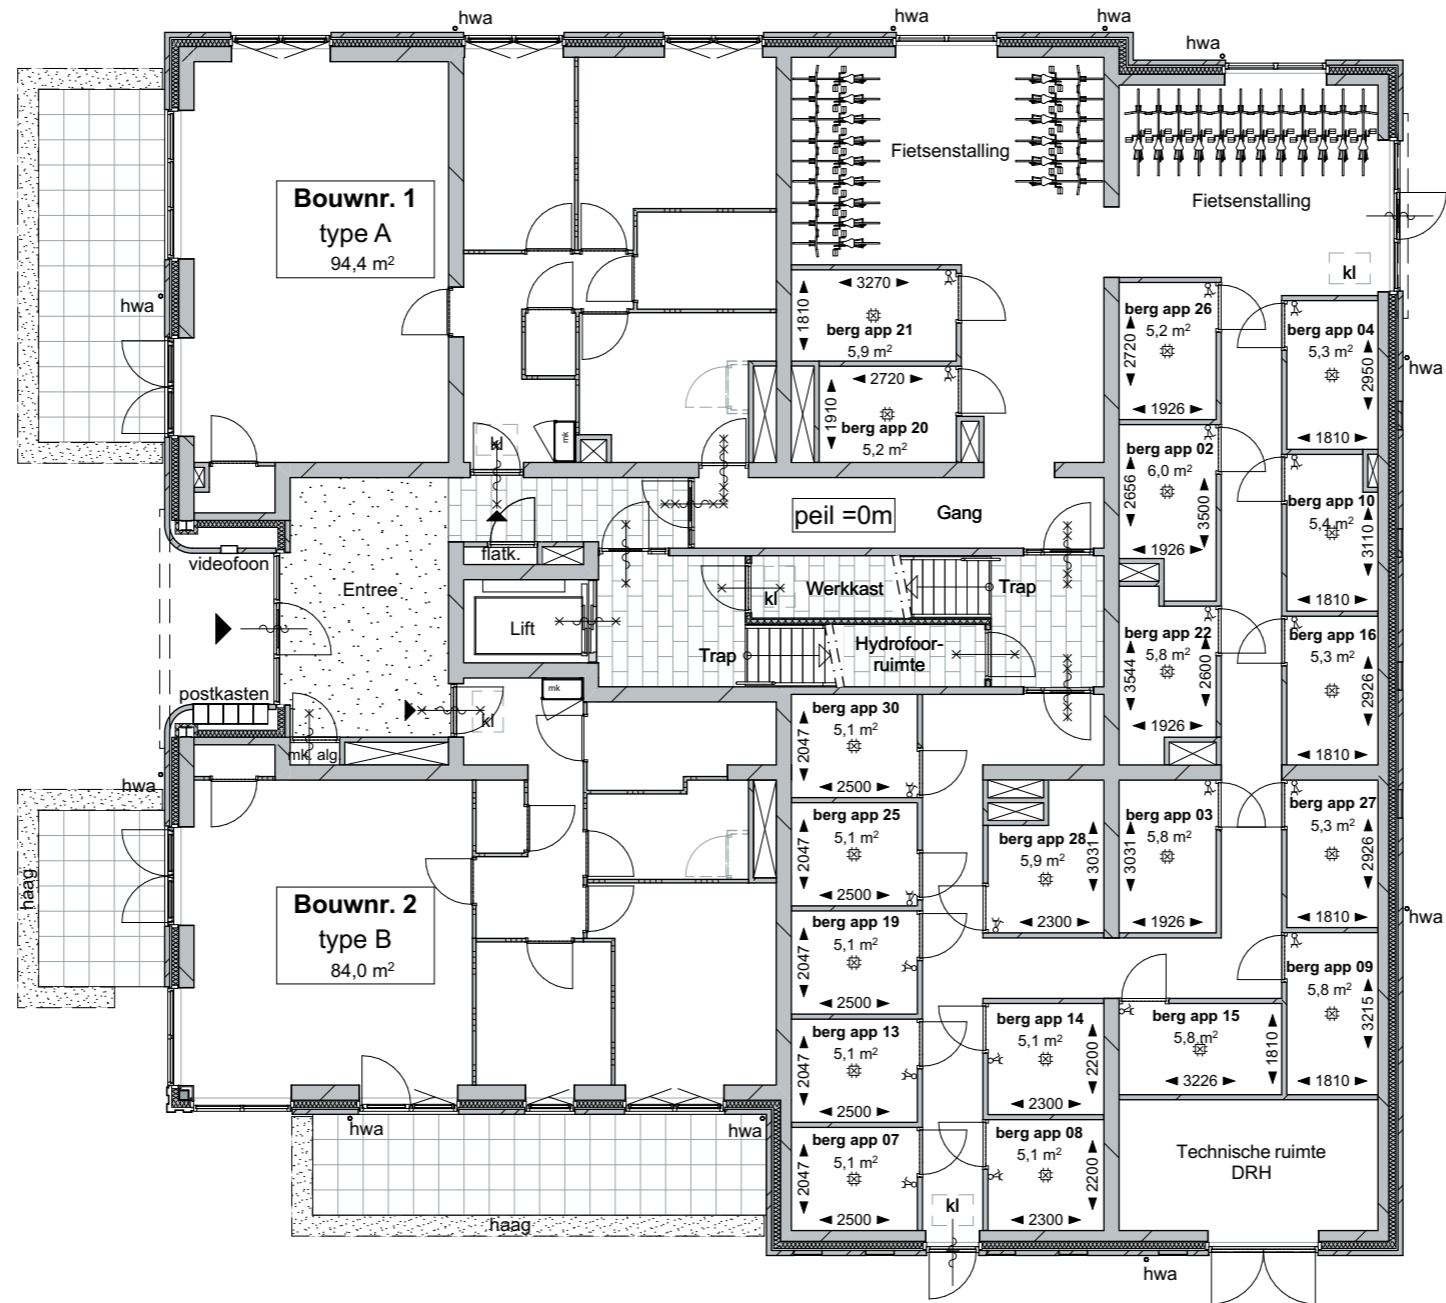 hwa
hwa
hwa
hwa
Bouwnr. 1
type A
94,4 m²
hwa
Fietsenstalling
Fietsenstalling
kl
3270
1810
berg app 21
5,9 m²
2720
1910
berg app 20
5,2 m²
berg app 26
5,2 m²
2720
1926
berg app 04
5,3 m²
2950
1810
hwa
berg app 02
6,0 m²
2656
3500
1926
berg app 10
5,4 m²
3110
1810
kl
mk
peil =0m
Gang
videofoon
flatk.
Entree
Lift
kl
Werkkast
Trap
Trap
Hydrofoor-
ruimte
berg app 22
5,8 m²
3544
2600
1926
berg app 16
5,3 m²
2926
1810
postkasten
mk
kl
mk. alg.
hwa
haag
Bouwnr. 2
type B
84,0 m²
berg app 30
5,1 m²
2047
2500
berg app 25
5,1 m²
2047
2500
berg app 28
5,9 m²
3031
2300
berg app 03
5,8 m²
3031
1926
berg app 27
5,3 m²
2926
1810
hwa
berg app 19
5,1 m²
2047
2500
berg app 09
5,8 m²
3215
1810
berg app 13
5,1 m²
2047
2500
berg app 14
5,1 m²
2200
2300
berg app 15
5,8 m²
1810
3226
hwa
hwa
haag
berg app 07
5,1 m²
2047
2500
berg app 08
5,1 m²
2200
2300
kl
Technische ruimte
DRH
hwa